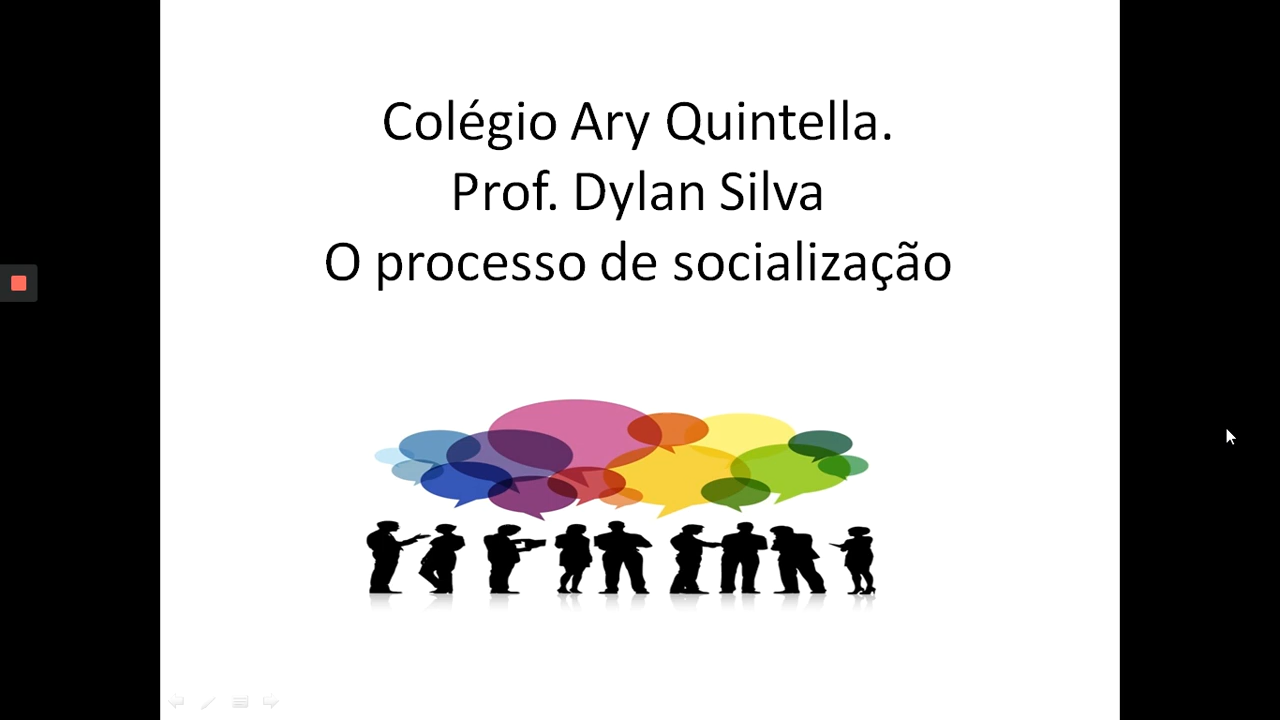 Colégio Ary Quintella.
Prof. Dylan Silva
O processo de socialização